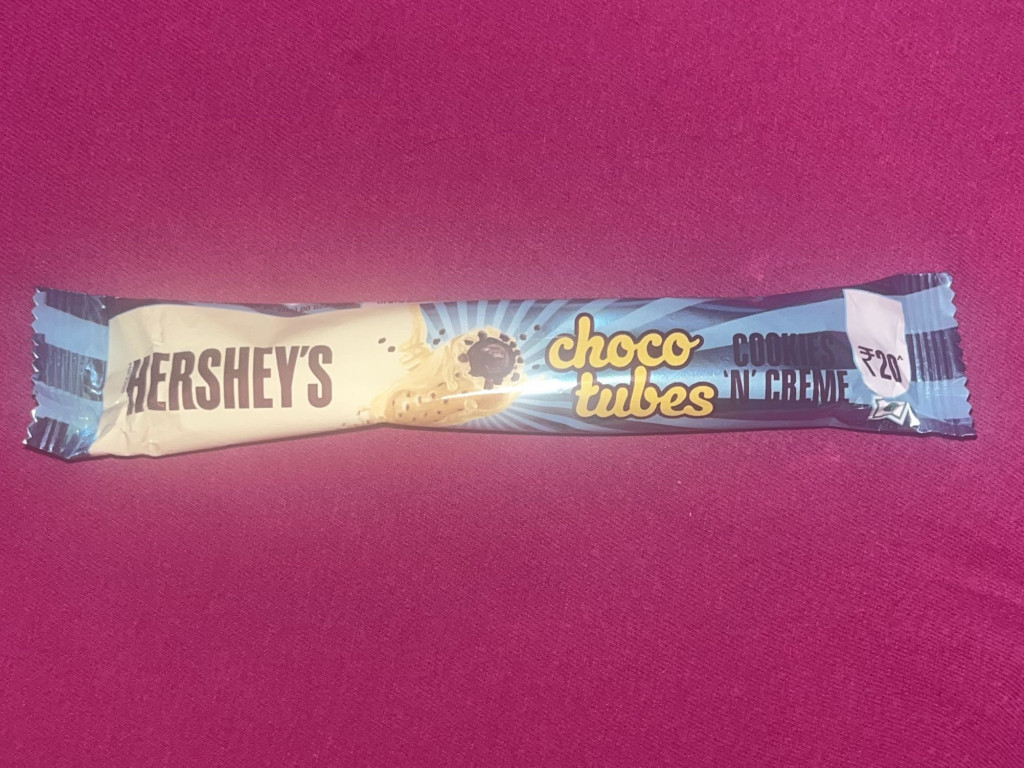 HERSHEY'S
choco
tubes
COOKIES
'N' CREME
₹20^